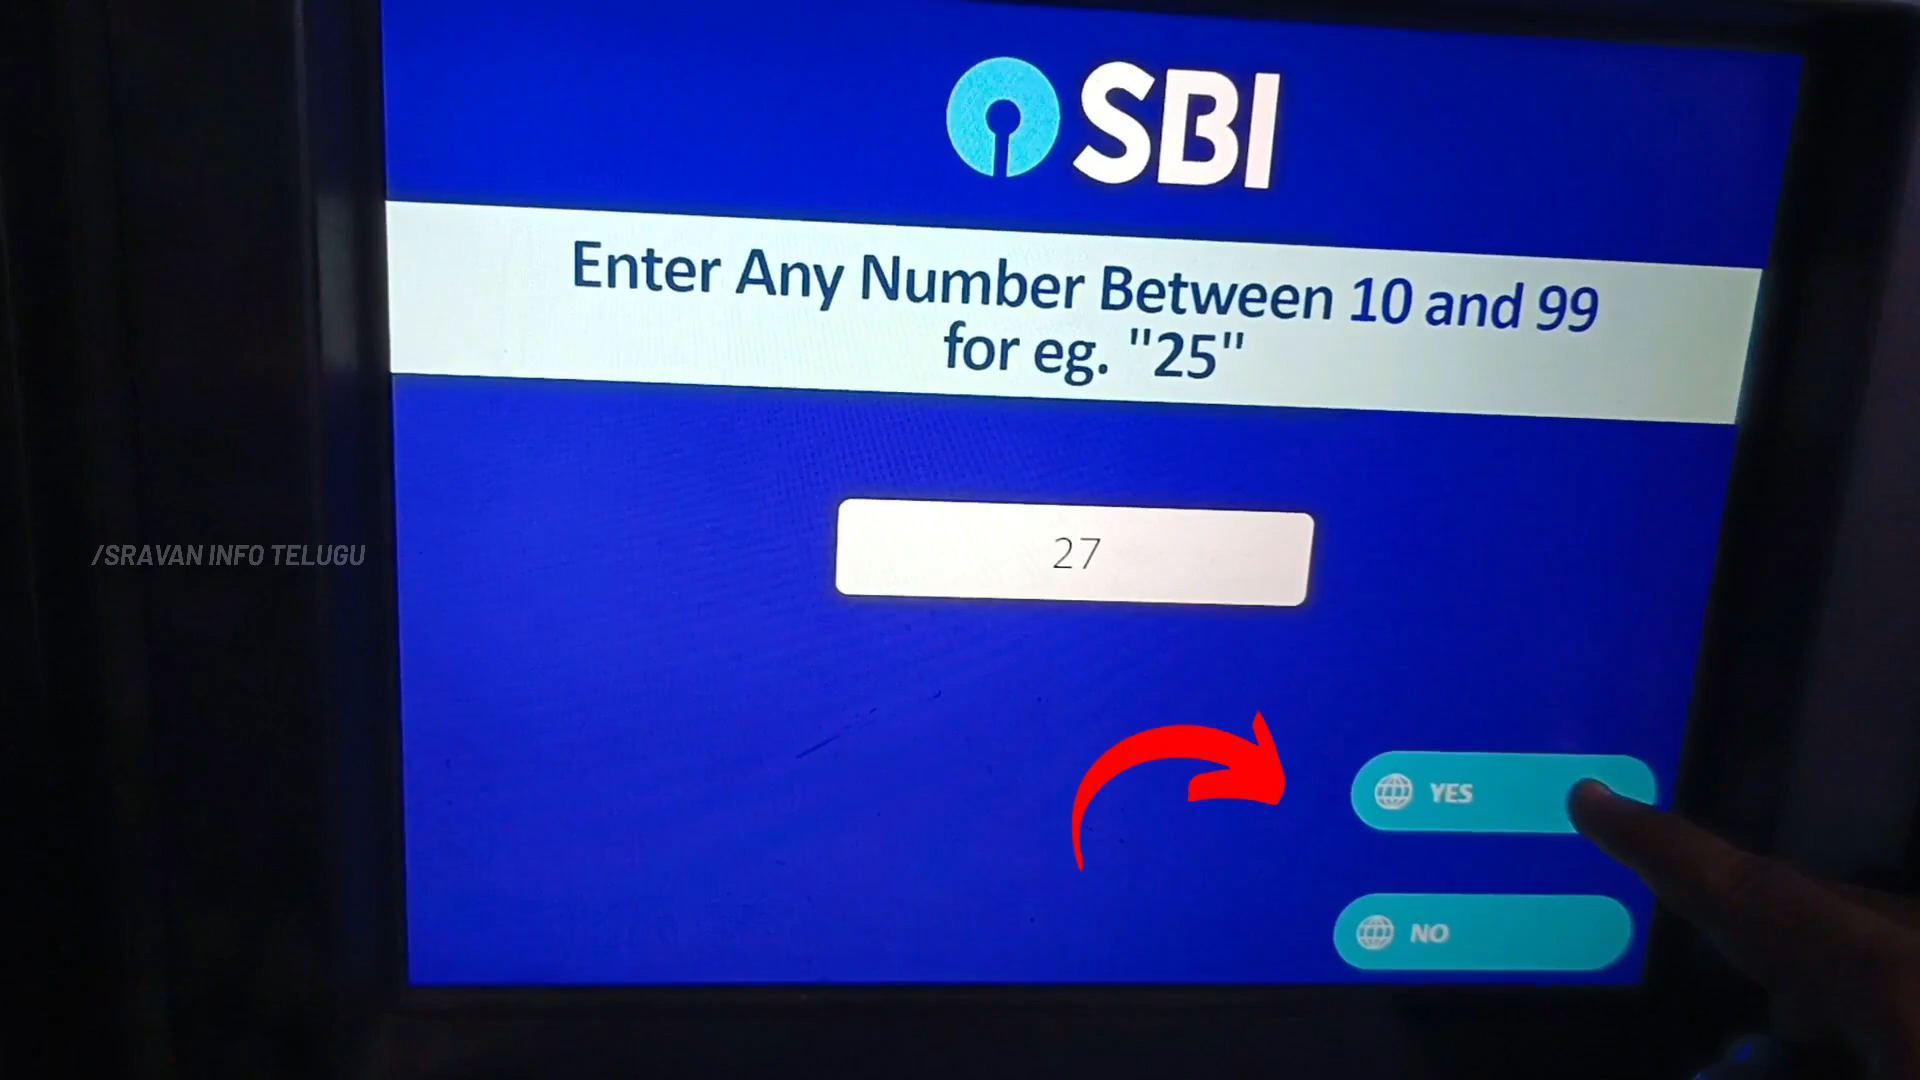 SBI
Enter Any Number Between 10 and 99
for eg. "25"
27
/SRAVAN INFO TELUGU
YES
NO